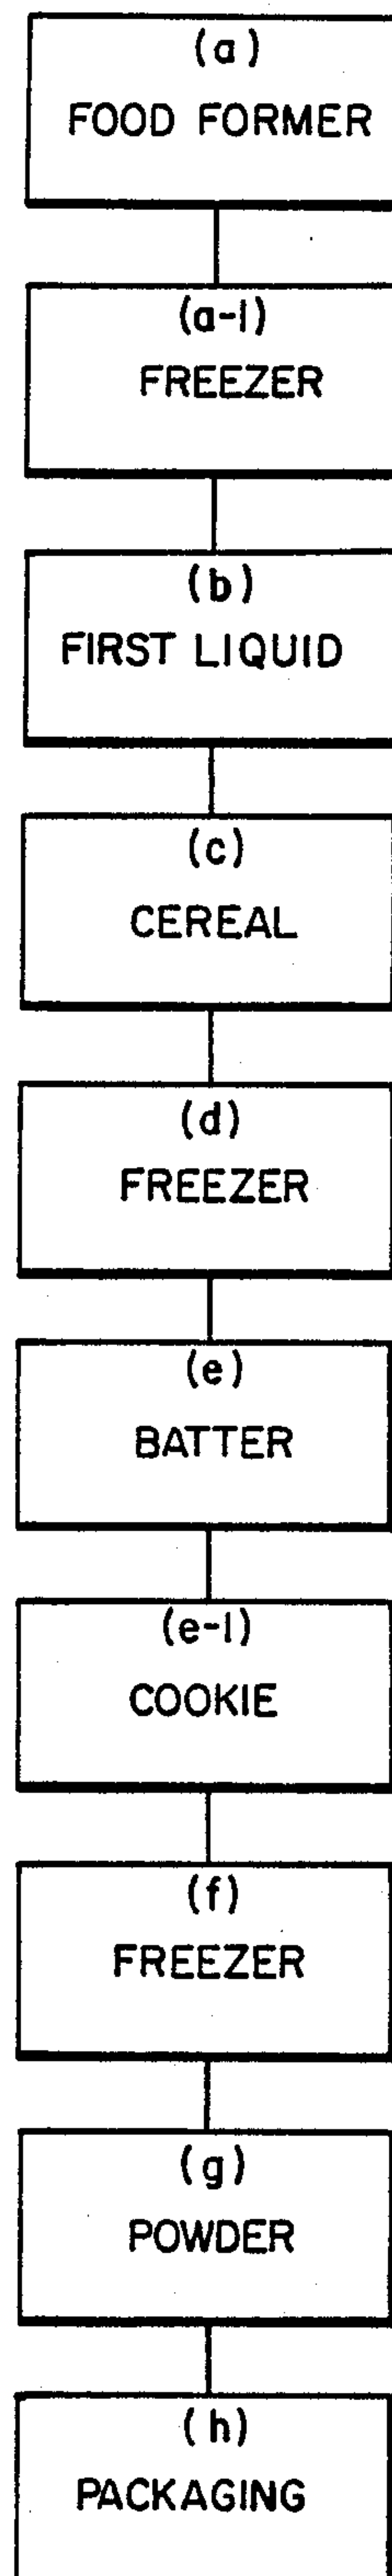 (a)
FOOD FORMER
(a-1)
FREEZER
(b)
FIRST LIQUID
(c)
CEREAL
(d)
FREEZER
(e)
BATTER
(e-1)
COOKIE
(f)
FREEZER
(g)
POWDER
(h)
PACKAGING